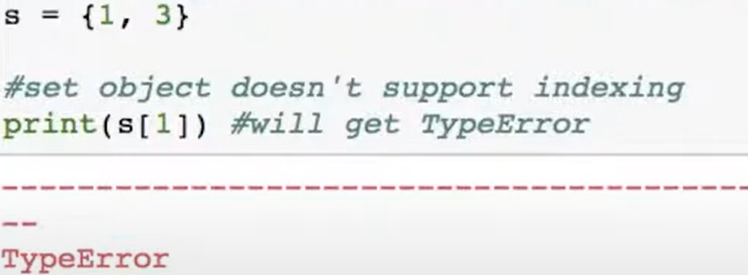 s = {1, 3}
#set object doesn't support indexing
print(s[1]) #will get TypeError
-----------------------------------------------
--
TypeError